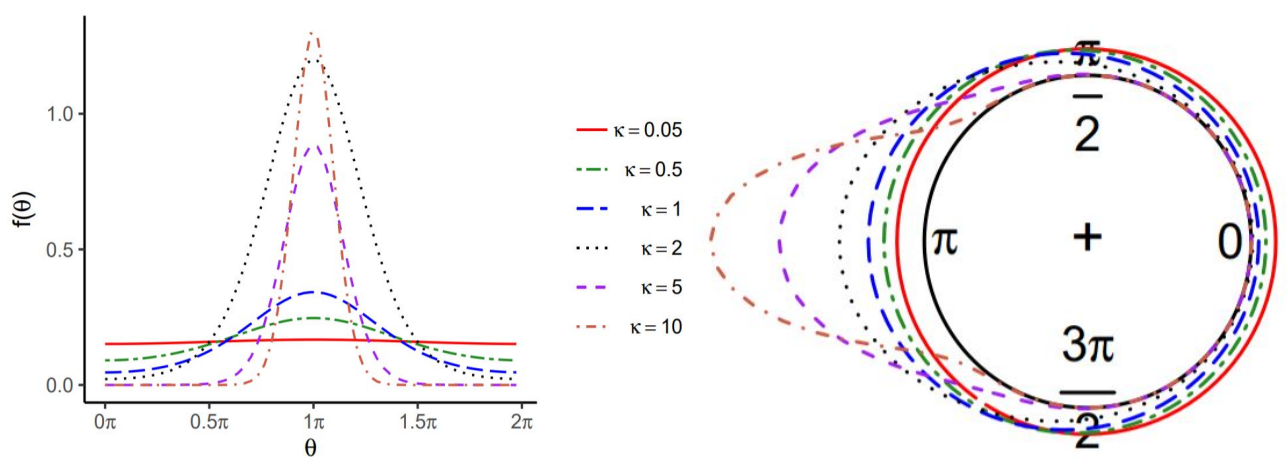 f(θ)
1.0
0.5
0.0
0π
0.5π
1π
1.5π
2π
θ
κ = 0.05
κ = 0.5
κ = 1
κ = 2
κ = 5
κ = 10
π
2
π
+
0
3π
2